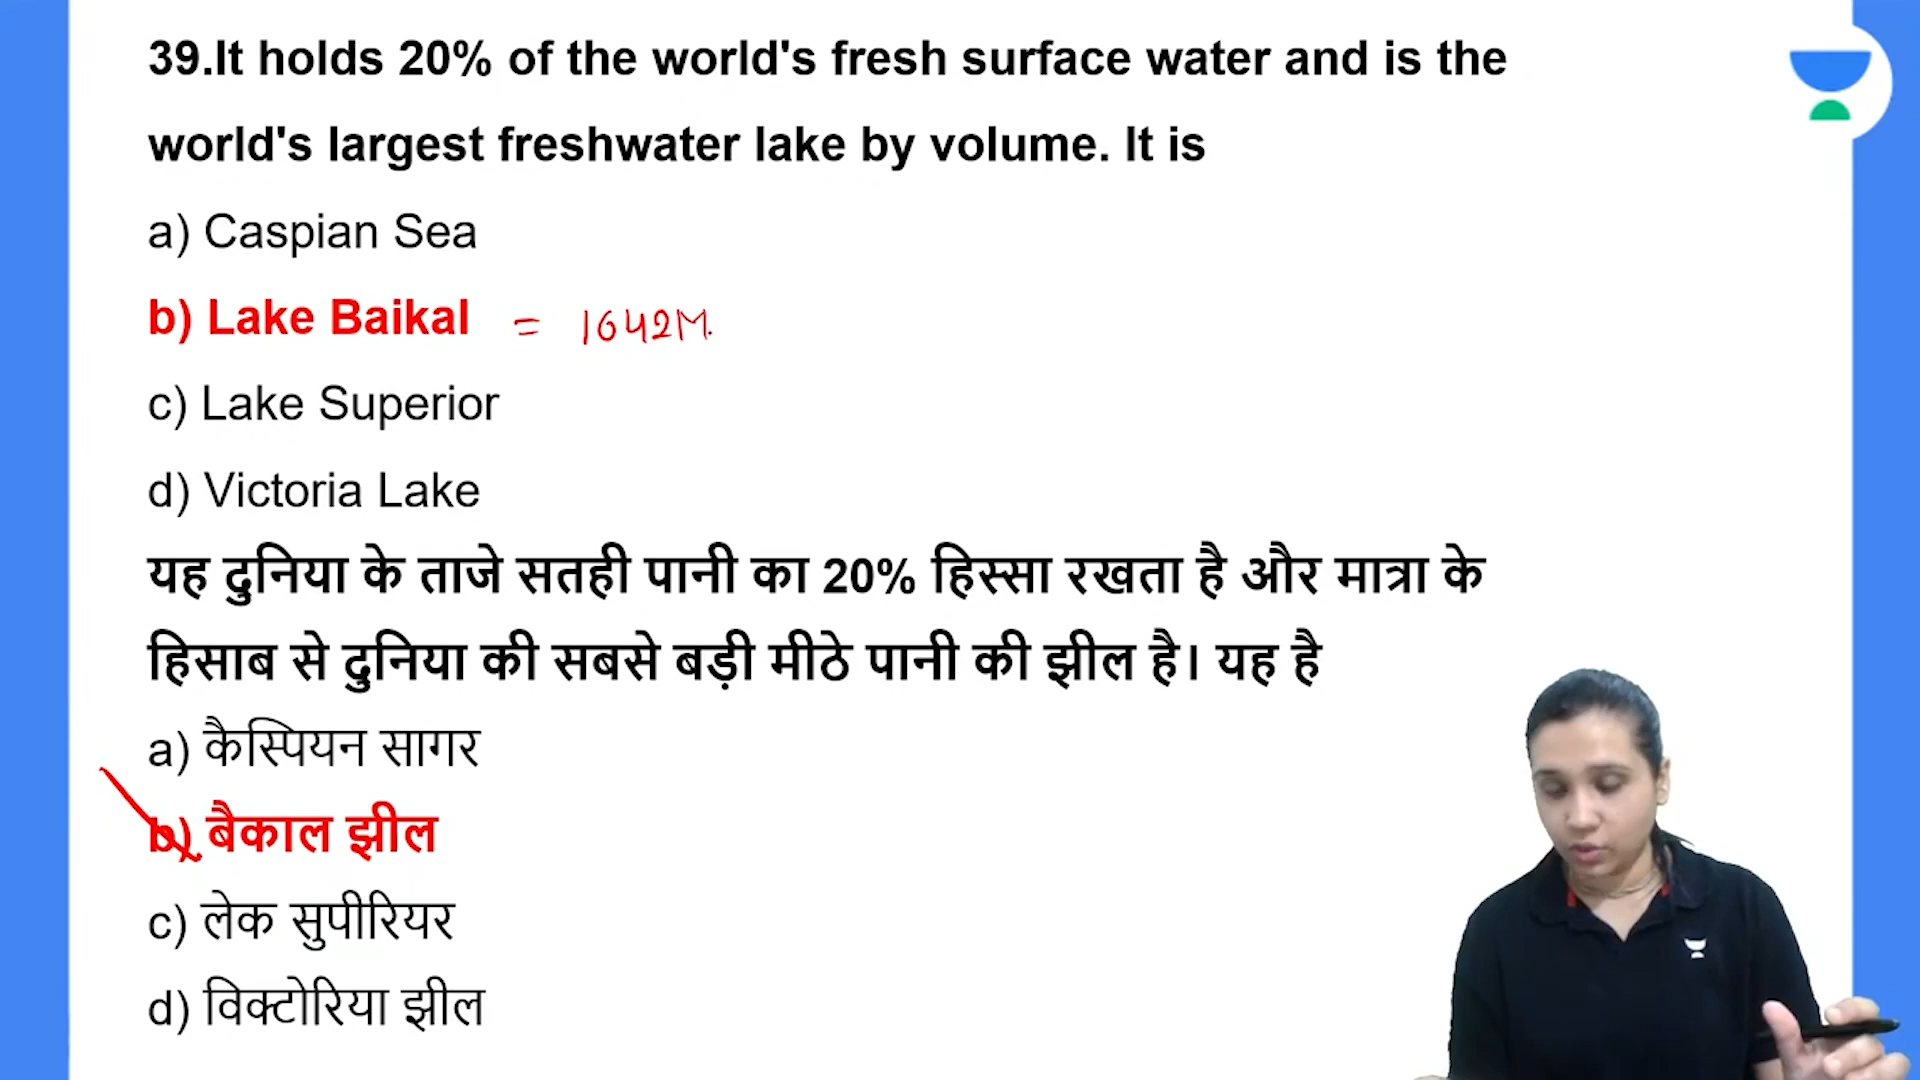 39.It holds 20% of the world's fresh surface water and is the
world's largest freshwater lake by volume. It is
a) Caspian Sea
b) Lake Baikal = 1642M.
c) Lake Superior
d) Victoria Lake
यह दुनिया के ताजे सतही पानी का 20% हिस्सा रखता है और मात्रा के
हिसाब से दुनिया की सबसे बड़ी मीठे पानी की झील है। यह है
a) कैस्पियन सागर
b) बैकाल झील
c) लेक सुपीरियर
d) विक्टोरिया झील